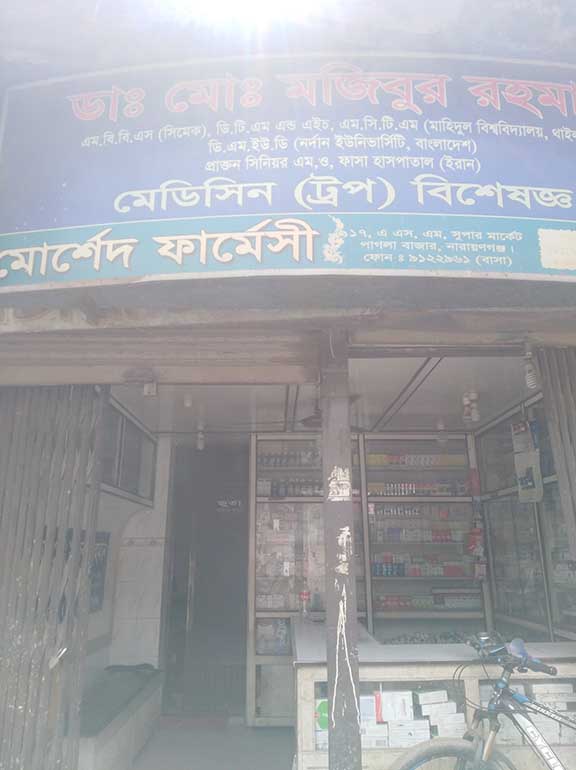 ডাঃ মোঃ মজিবুর রহমা
এম.বি.বি.এস (সিমেক), ডি.টি.এম এন্ড এইচ, এম.সি.টি.এম (মাহিদুল বিশ্ববিদ্যালয়, থাইল
ডি.এম.ইউ.ডি (নর্দান ইউনিভার্সিটি, বাংলাদেশ)
প্রাক্তন সিনিয়র এম,ও, ফাসা হাসপাতাল (ইরান)
মেডিসিন (ট্রপ) বিশেষজ্ঞ
মোর্শেদ ফার্মেসী
১৭, এ এস, এম, সুপার মার্কেট
পাগলা বাজার, নারায়ণগঞ্জ।
ফোন ঃ ৯১২২৯৬১ (বাসা)